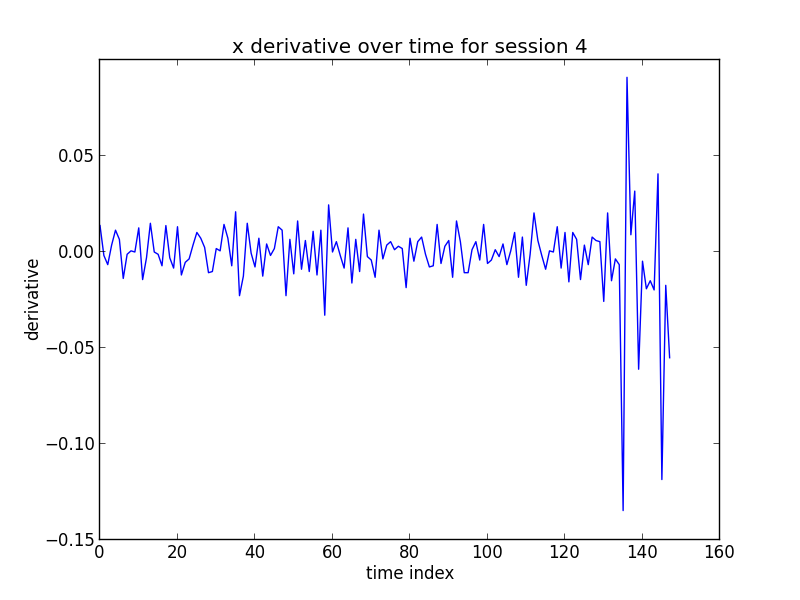 x derivative over time for session 4
derivative
0.05
0.00
−0.05
−0.10
−0.15
0 20 40 60 80 100 120 140 160
time index